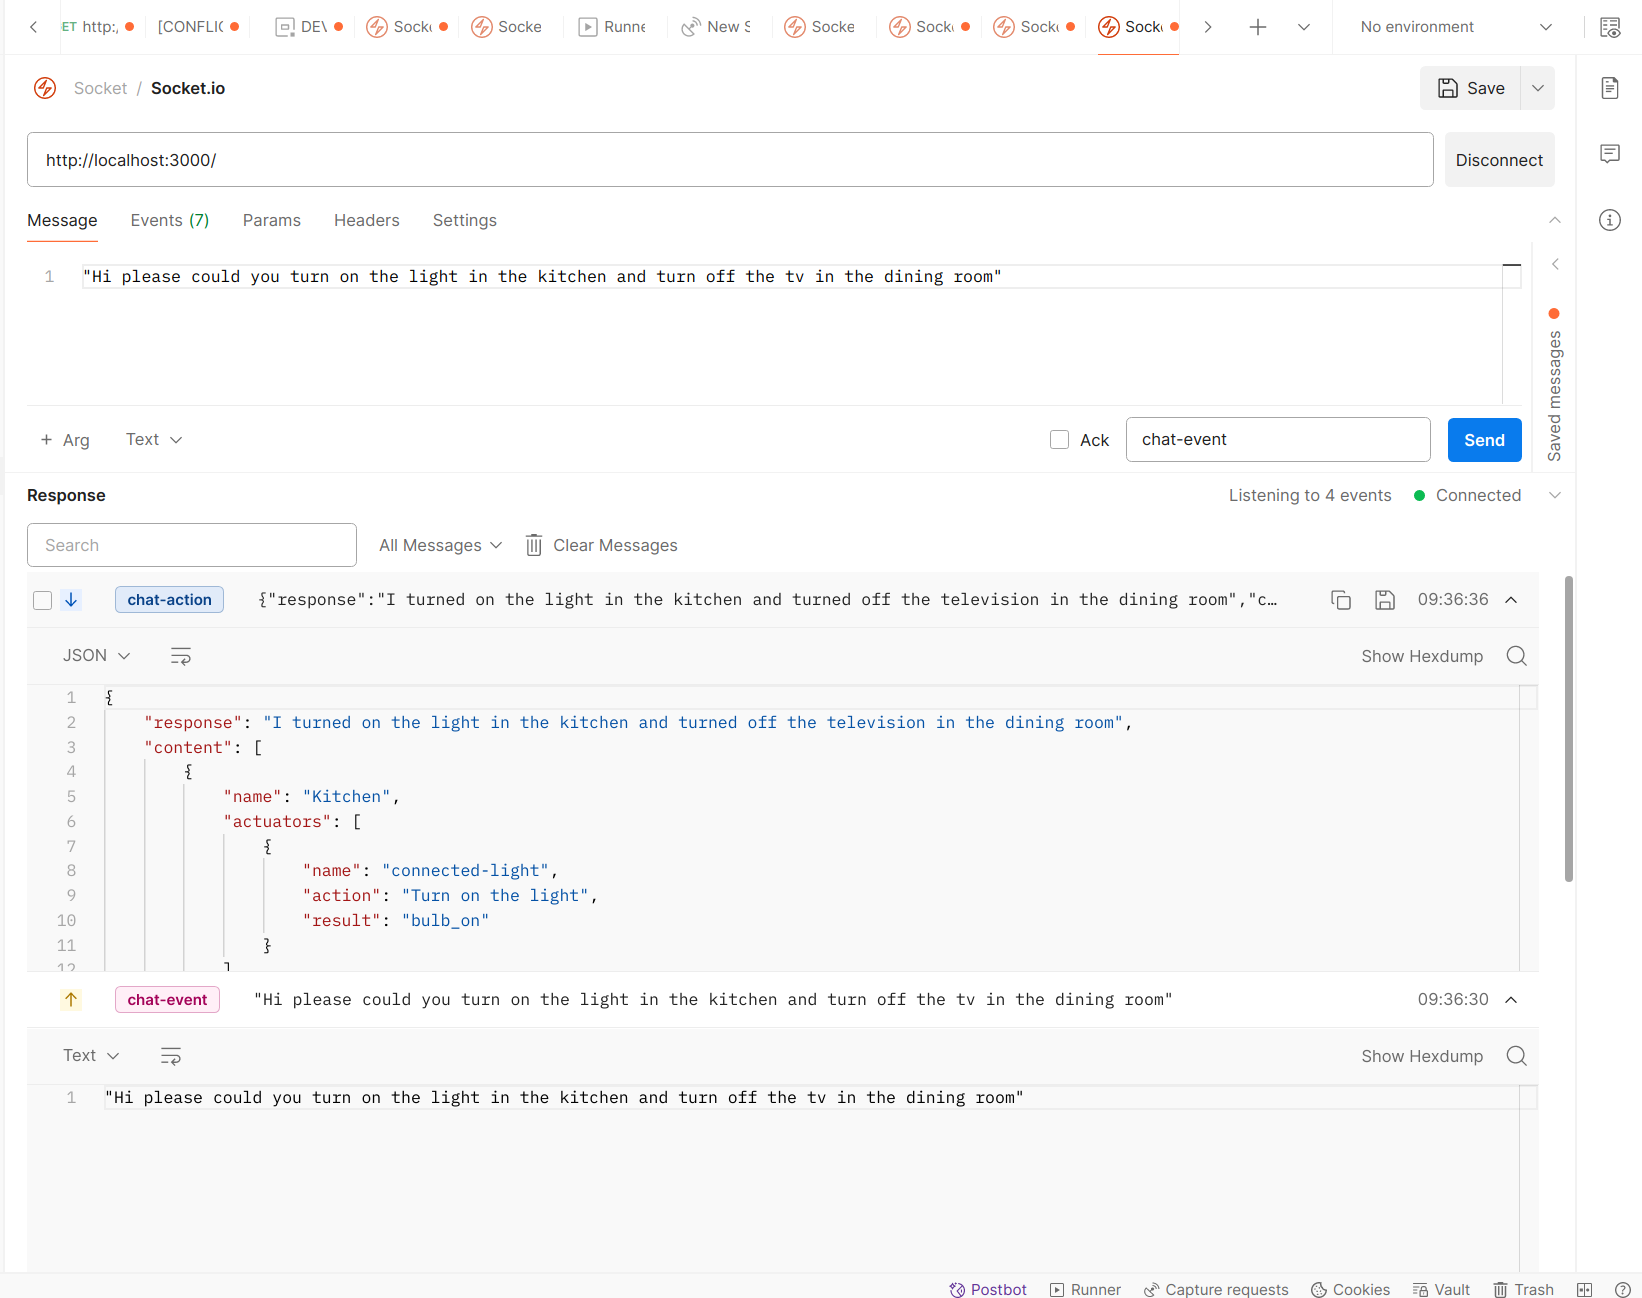 ET http:, [CONFLIC DEV Socke Socke Runne New S Socke Socke Socke Socke No environment
Socket / Socket.io Save
http://localhost:3000/ Disconnect
Message Events (7) Params Headers Settings
1 "Hi please could you turn on the light in the kitchen and turn off the tv in the dining room"
Saved messages
+ Arg Text Ack chat-event Send
Response Listening to 4 events Connected
Search All Messages Clear Messages
chat-action {"response":"I turned on the light in the kitchen and turned off the television in the dining room","c… 09:36:36
JSON Show Hexdump
1 {
2 "response": "I turned on the light in the kitchen and turned off the television in the dining room",
3 "content": [
4 {
5 "name": "Kitchen",
6 "actuators": [
7 {
8 "name": "connected-light",
9 "action": "Turn on the light",
10 "result": "bulb_on"
11 }
12 ]
chat-event "Hi please could you turn on the light in the kitchen and turn off the tv in the dining room" 09:36:30
Text Show Hexdump
1 "Hi please could you turn on the light in the kitchen and turn off the tv in the dining room"
Postbot Runner Capture requests Cookies Vault Trash